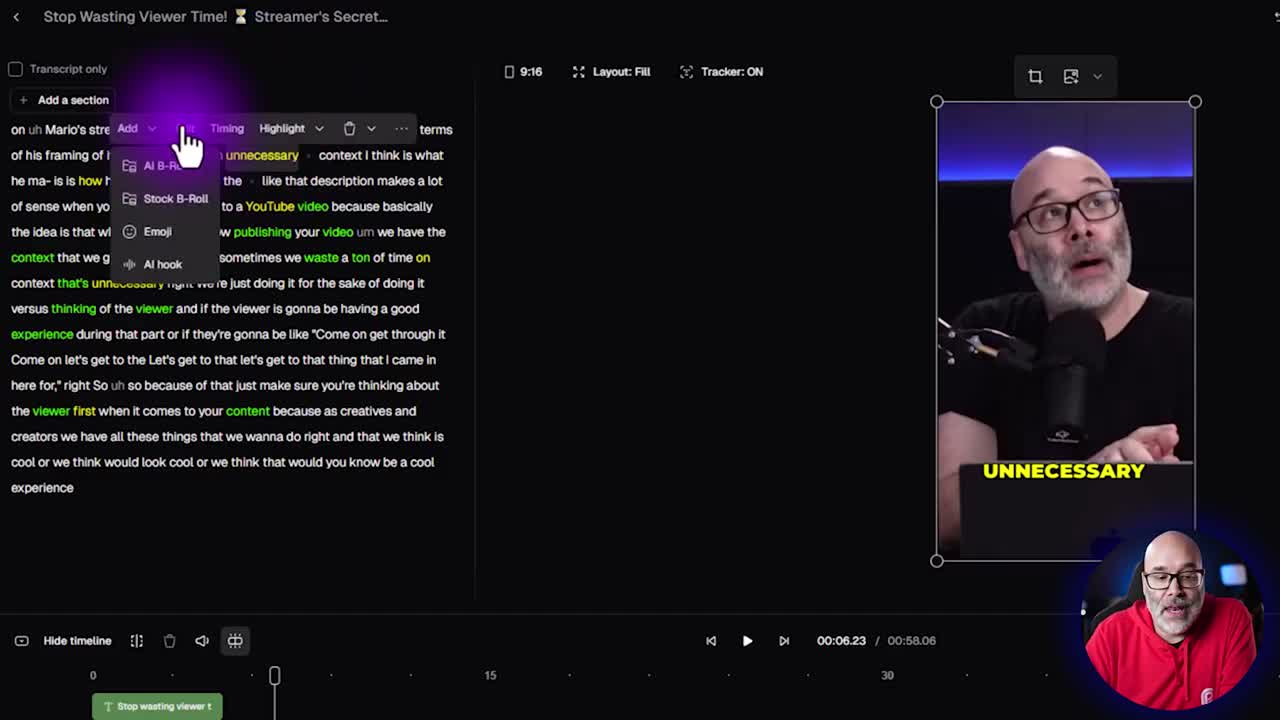 Stop Wasting Viewer Time! ⏳ Streamer's Secret...
Transcript only
+ Add a section
9:16
Layout: Fill
Tracker: ON
Add
Timing
Highlight
...
on uh Mario's stre
terms
of his framing of
unnecessary
context I think is what
he ma- is is how
the
like that description makes a lot
of sense when yo
to a YouTube video because basically
the idea is that
publishing your video um we have the
context that we g
sometimes we waste a ton of time on
context that's unnecessary right
just doing it for the sake of doing it
versus thinking of the viewer and if the viewer is gonna be having a good
experience during that part or if they're gonna be like "Come on get through it
Come on let's get to the Let's get to that let's get to that thing that I came in
here for," right So uh so because of that just make sure you're thinking about
the viewer first when it comes to your content because as creatives and
creators we have all these things that we wanna do right and that we think is
cool or we think would look cool or we think that would you know be a cool
experience
AI B-Ro
Stock B-Roll
Emoji
AI hook
UNNECESSARY
Hide timeline
00:06.23 / 00:58.06
0
15
30
T Stop wasting viewer t